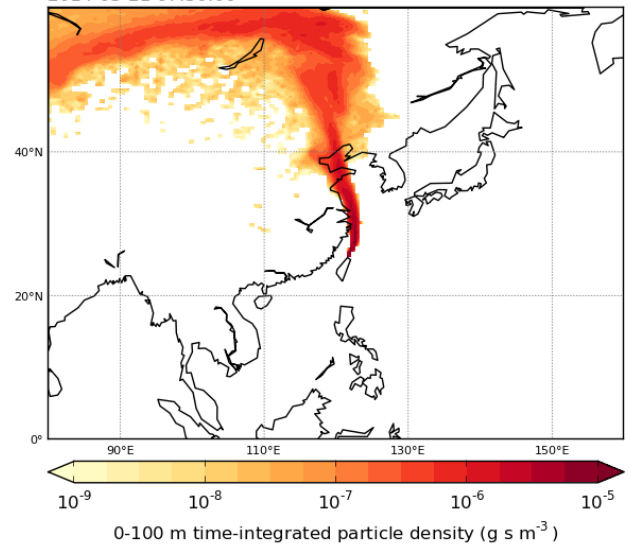 40°N
20°N
0°
90°E 110°E 130°E 150°E
10⁻⁹ 10⁻⁸ 10⁻⁷ 10⁻⁶ 10⁻⁵
0-100 m time-integrated particle density (g s m⁻³)